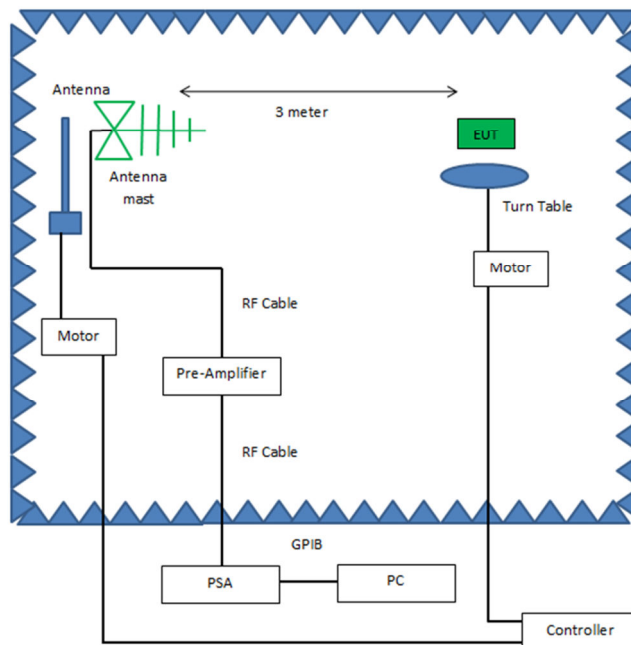 Antenna
3 meter
EUT
Antenna
mast
Turn Table
Motor
RF Cable
Motor
Pre-Amplifier
RF Cable
GPIB
PSA
PC
Controller